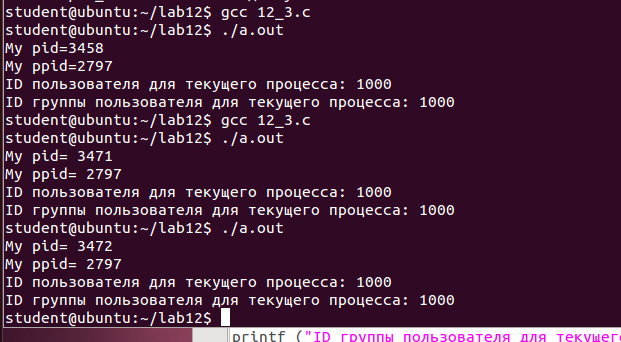 student@ubuntu:~/lab12$ gcc 12_3.c
student@ubuntu:~/lab12$ ./a.out
My pid=3458
My ppid=2797
ID пользователя для текущего процесса: 1000
ID группы пользователя для текущего процесса: 1000
student@ubuntu:~/lab12$ gcc 12_3.c
student@ubuntu:~/lab12$ ./a.out
My pid= 3471
My ppid= 2797
ID пользователя для текущего процесса: 1000
ID группы пользователя для текущего процесса: 1000
student@ubuntu:~/lab12$ ./a.out
My pid= 3472
My ppid= 2797
ID пользователя для текущего процесса: 1000
ID группы пользователя для текущего процесса: 1000
student@ubuntu:~/lab12$
printf ("ID группы пользователя для текущег